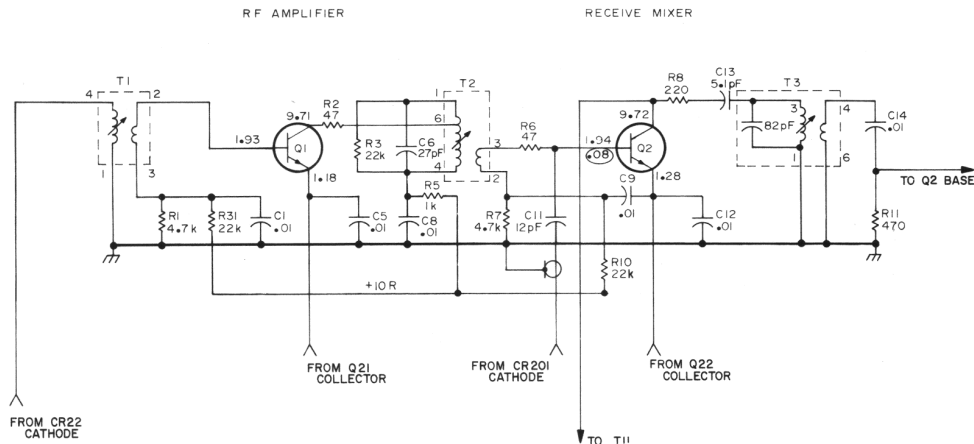 RF AMPLIFIER
RECEIVE MIXER
T1
4
2
1
3
1.93
9.71
R2
47
Q1
1.18
R3
22k
C6
27pF
T2
1
6
4
3
2
R5
1k
R6
47
1.94
.08
9.72
Q2
1.28
R8
220
C13
5.1pF
T3
3
82pF
1
4
6
C14
.01
TO Q2 BASE
R1
4.7k
R31
22k
C1
.01
C5
.01
C8
.01
R7
4.7k
C11
12pF
C9
.01
C12
.01
R10
22k
R11
470
+10R
FROM Q21
COLLECTOR
FROM CR201
CATHODE
FROM Q22
COLLECTOR
FROM CR22
CATHODE
TO T11